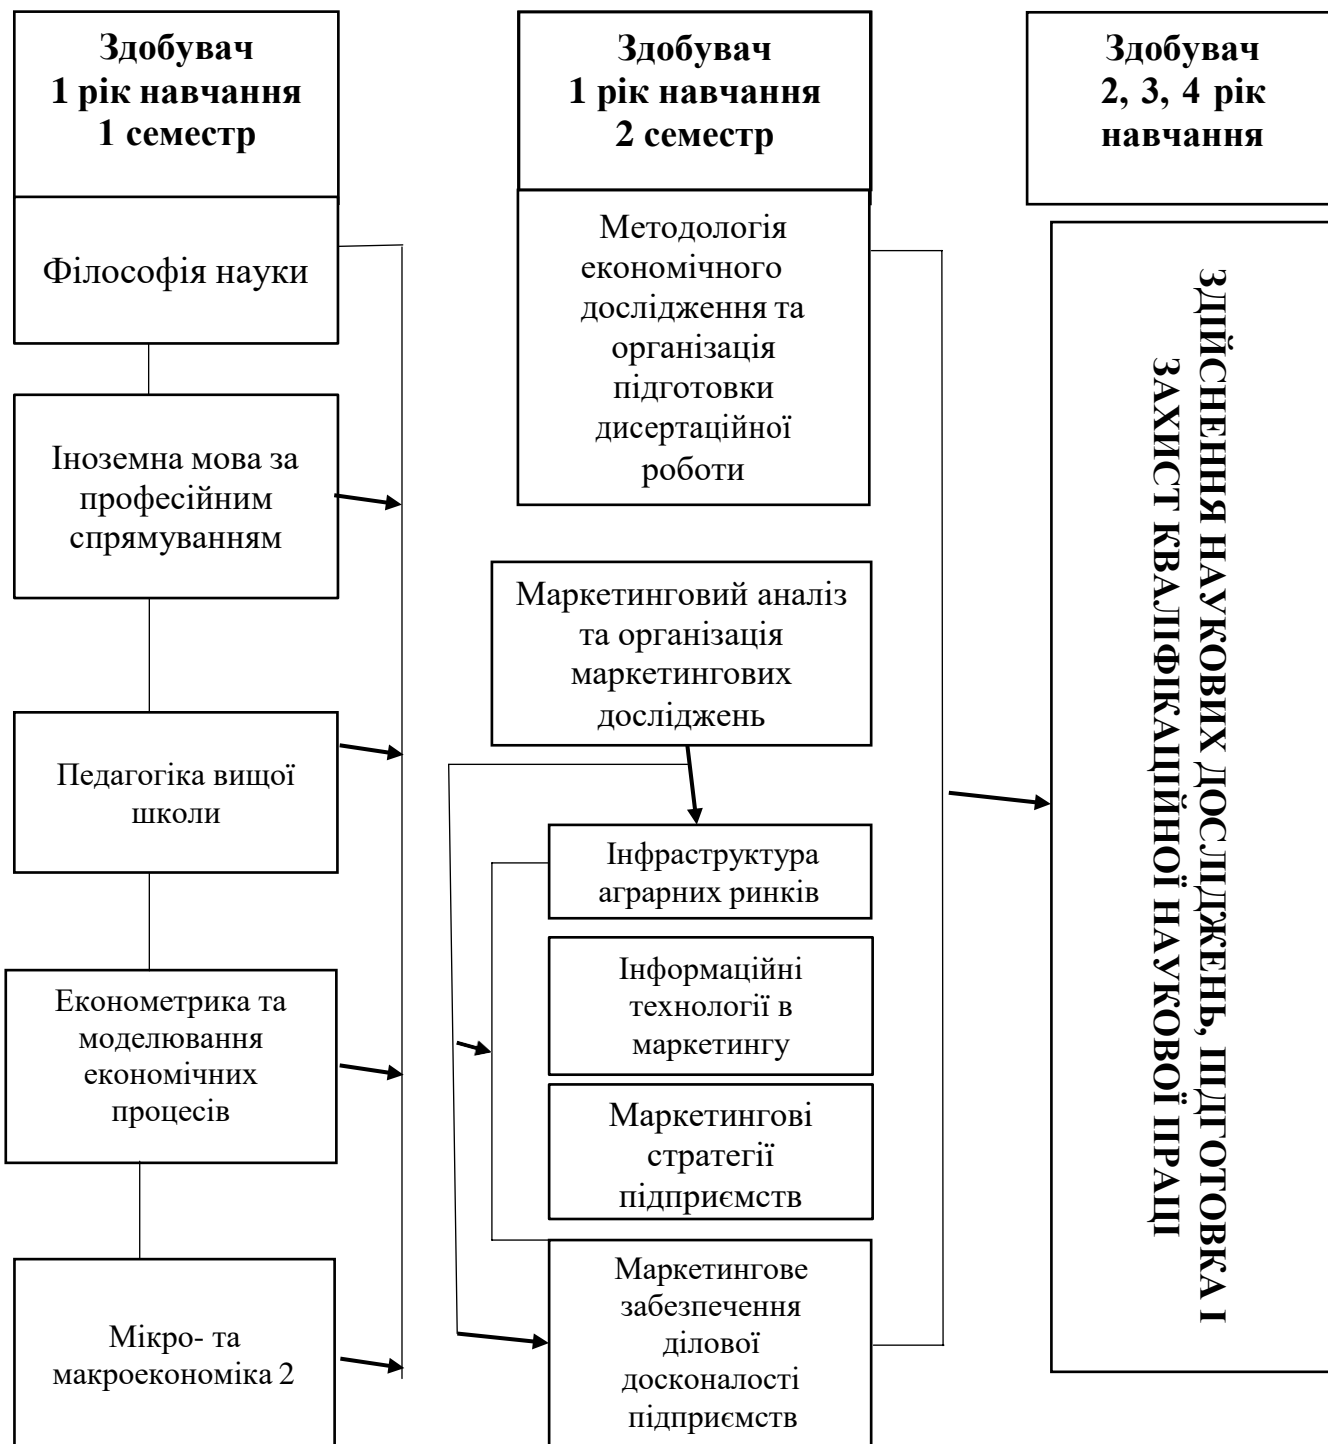 Здобувач
1 рік навчання
1 семестр
Філософія науки
Іноземна мова за
професійним
спрямуванням
Педагогіка вищої
школи
Економетрика та
моделювання
економічних
процесів
Мікро- та
макроекономіка 2
Здобувач
1 рік навчання
2 семестр
Методологія
економічного
дослідження та
організація
підготовки
дисертаційної
роботи
Маркетинговий аналіз
та організація
маркетингових
досліджень
Інфраструктура
аграрних ринків
Інформаційні
технології в
маркетингу
Маркетингові
стратегії
підприємств
Маркетингове
забезпечення
ділової
досконалості
підприємств
Здобувач
2, 3, 4 рік
навчання
ЗДІЙСНЕННЯ НАУКОВИХ ДОСЛІДЖЕНЬ, ПІДГОТОВКА І
ЗАХИСТ КВАЛІФІКАЦІЙНОЇ НАУКОВОЇ ПРАЦІ